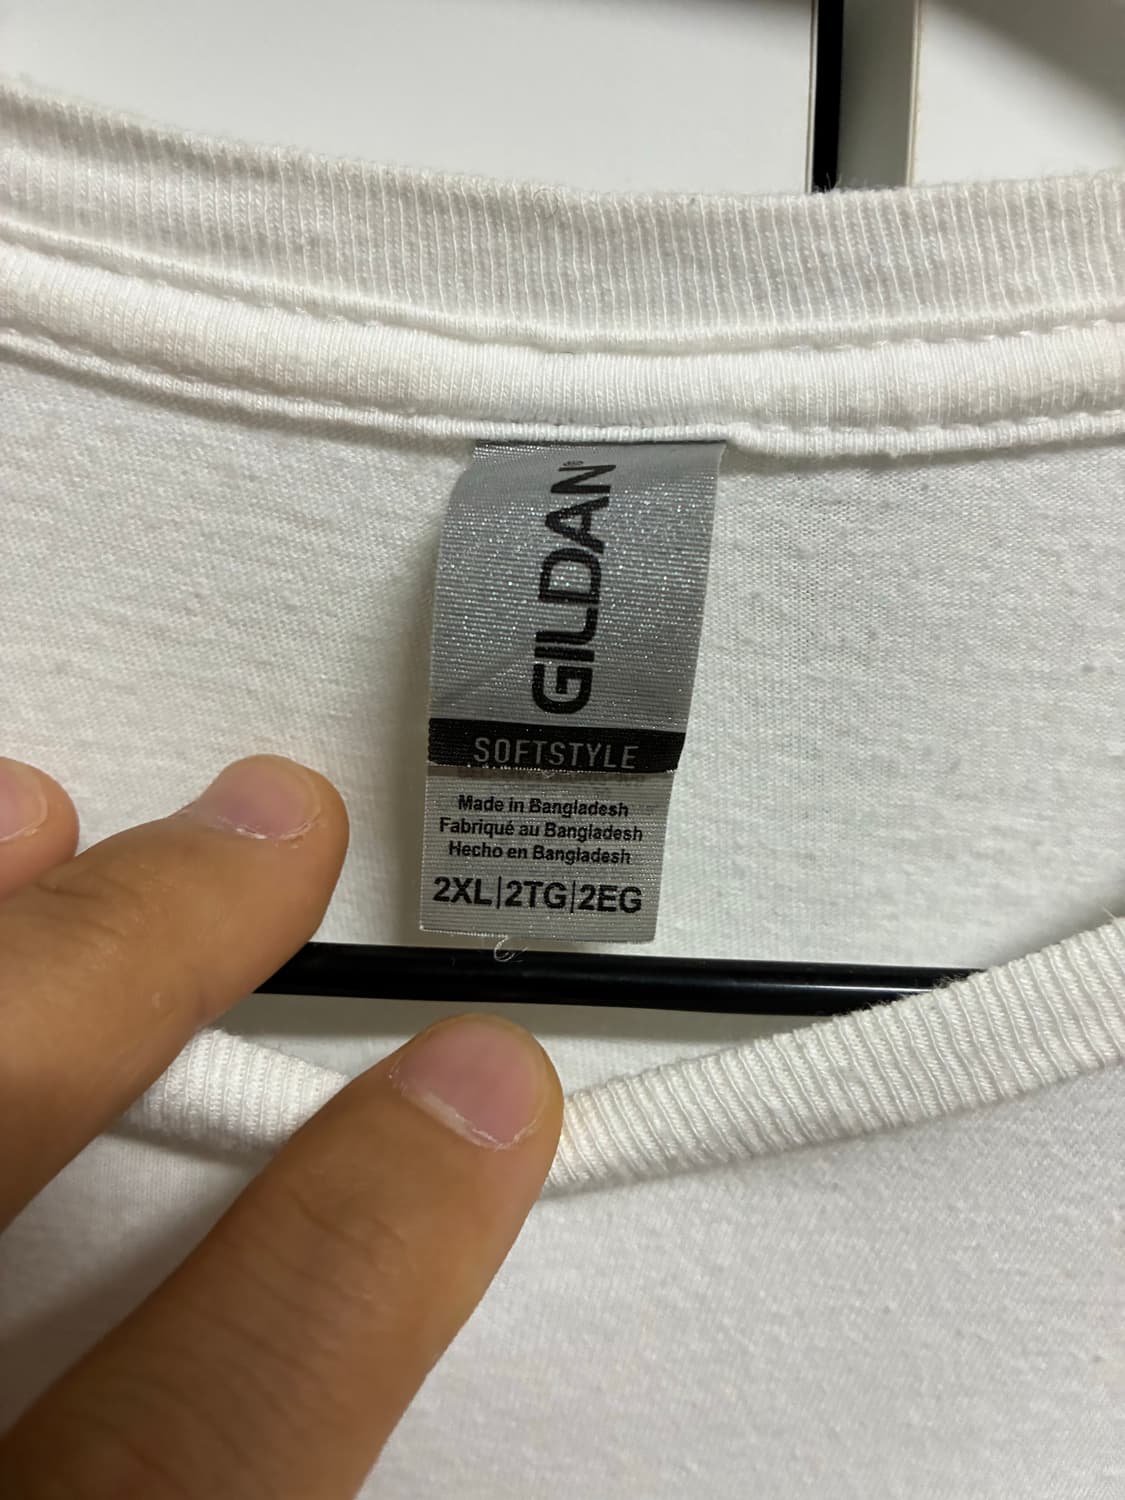 GILDAN®
SOFTSTYLE
Made in Bangladesh
Fabriqué au Bangladesh
Hecho en Bangladesh
2XL|2TG|2EG